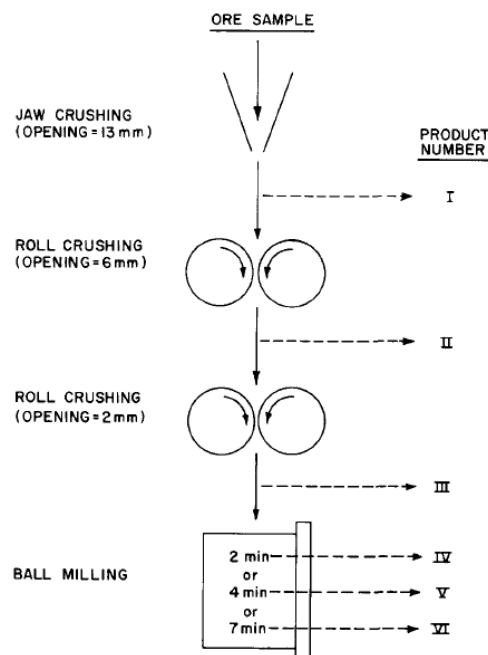 ORE SAMPLE
JAW CRUSHING
(OPENING = 13 mm)
PRODUCT
NUMBER
I
ROLL CRUSHING
(OPENING = 6 mm)
II
ROLL CRUSHING
(OPENING = 2 mm)
III
BALL MILLING
2 min
IV
or
4 min
V
or
7 min
VI